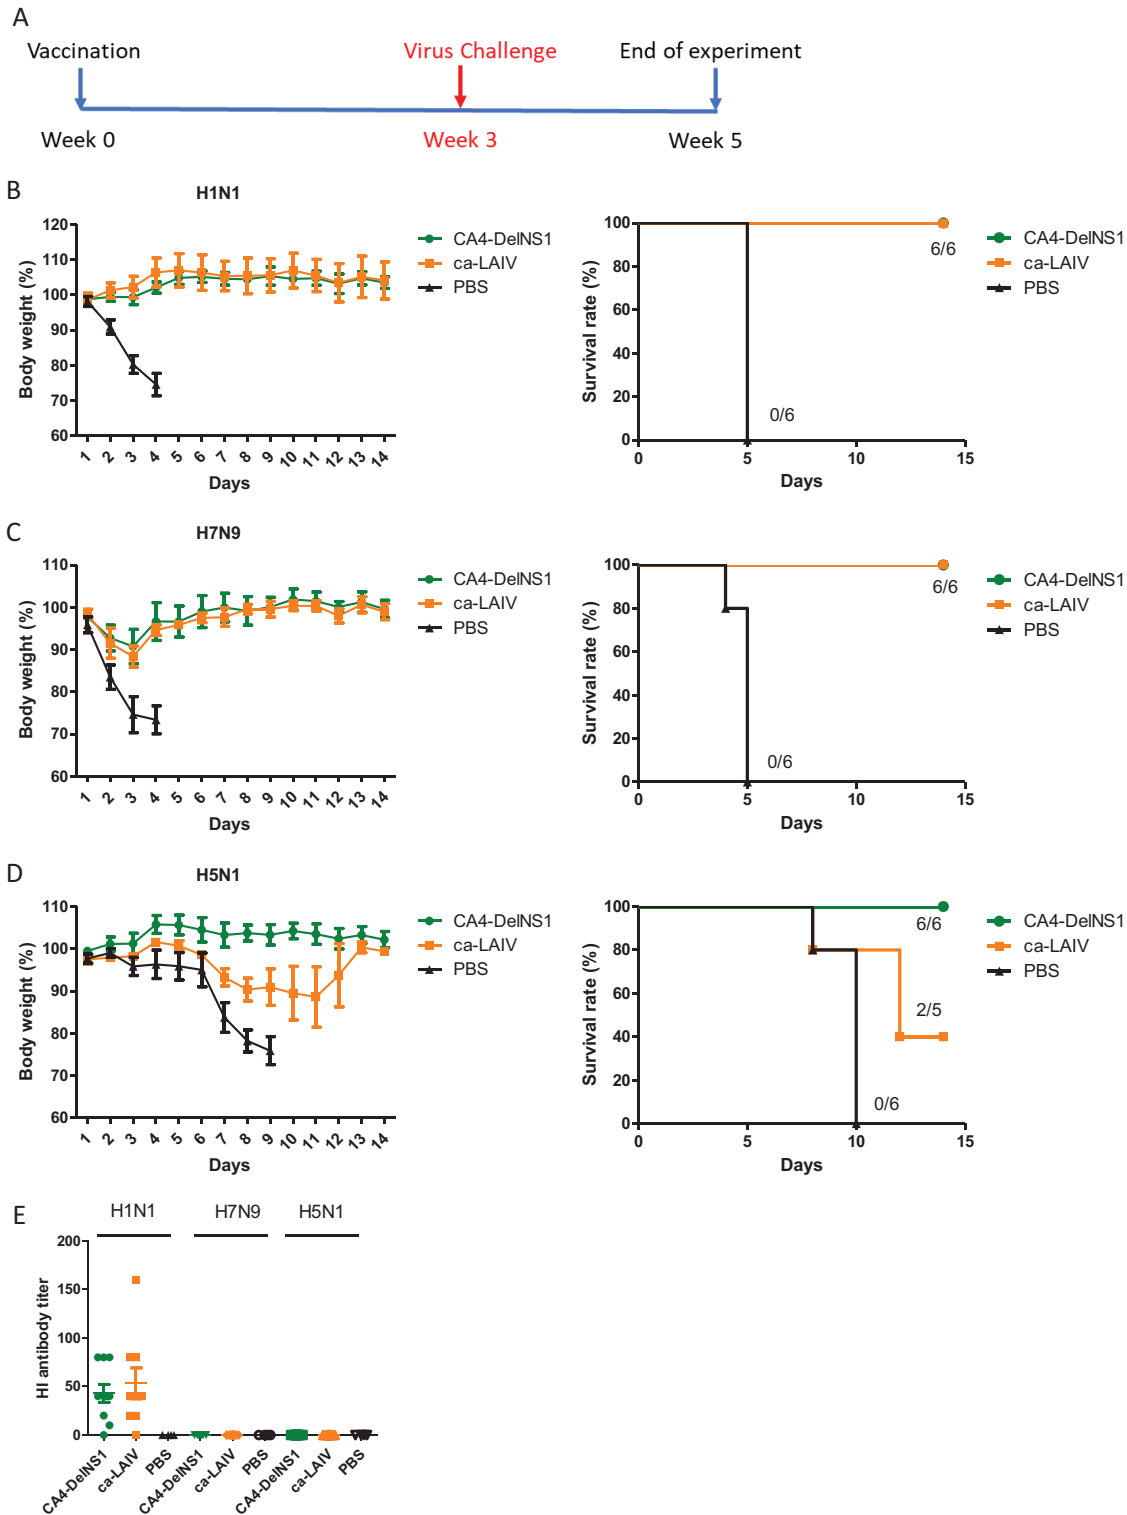 A
Vaccination
Virus Challenge
End of experiment
Week 0
Week 3
Week 5
B
H1N1
120
110
100
90
80
70
60
Body weight (%)
1 2 3 4 5 6 7 8 9 10 11 12 13 14
Days
CA4-DelNS1
ca-LAIV
PBS
100
80
60
40
20
0
Survival rate (%)
0 5 10 15
Days
6/6
0/6
CA4-DelNS1
ca-LAIV
PBS
C
H7N9
110
100
90
80
70
60
Body weight (%)
1 2 3 4 5 6 7 8 9 10 11 12 13 14
Days
CA4-DelNS1
ca-LAIV
PBS
100
80
60
40
20
0
Survival rate (%)
0 5 10 15
Days
6/6
0/6
CA4-DelNS1
ca-LAIV
PBS
D
H5N1
110
100
90
80
70
60
Body weight (%)
1 2 3 4 5 6 7 8 9 10 11 12 13 14
Days
CA4-DelNS1
ca-LAIV
PBS
100
80
60
40
20
0
Survival rate (%)
0 5 10 15
Days
6/6
2/5
0/6
CA4-DelNS1
ca-LAIV
PBS
E
H1N1 H7N9 H5N1
200
150
100
50
0
HI antibody titer
CA4-DelNS1 ca-LAIV PBS CA4-DelNS1 ca-LAIV PBS CA4-DelNS1 ca-LAIV PBS